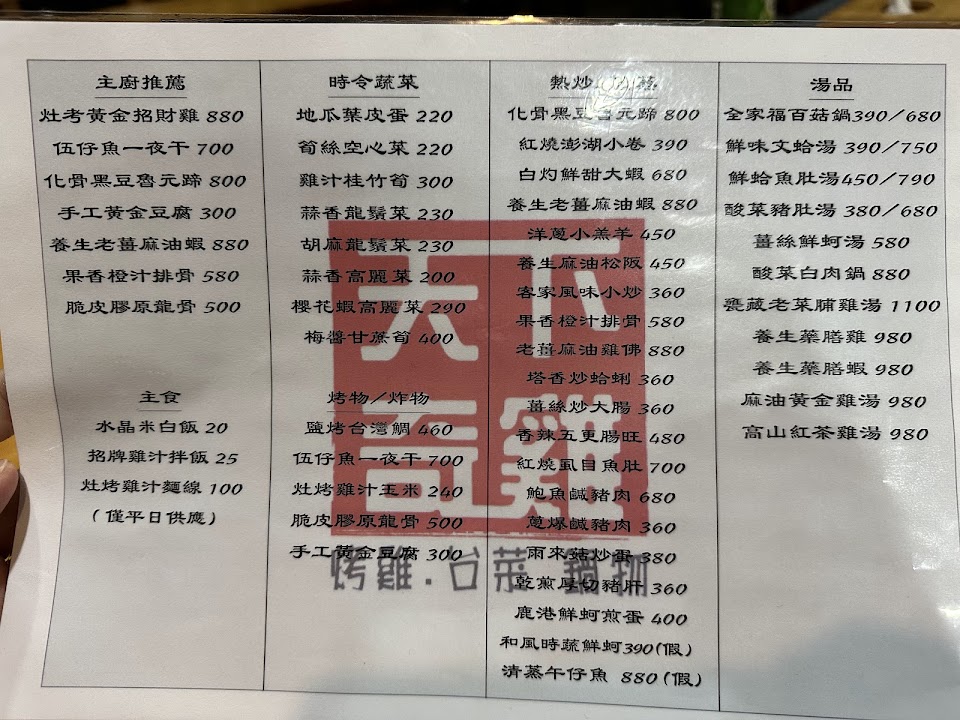 主廚推薦
灶考黃金招財雞 880
伍仔魚一夜干 700
化骨黑豆魯元蹄 800
手工黃金豆腐 300
養生老薑麻油蝦 880
果香橙汁排骨 580
脆皮膠原龍骨 500
主食
水晶米白飯 20
招牌雞汁拌飯 25
灶烤雞汁麵線 100
(僅平日供應)
時令蔬菜
地瓜葉皮蛋 220
筍絲空心菜 220
雞汁桂竹筍 300
蒜香龍鬚菜 230
胡麻龍鬚菜 230
蒜香高麗菜 200
櫻花蝦高麗菜 290
梅醬甘蔗筍 400
烤物/炸物
鹽烤台灣鯛 460
伍仔魚一夜干 700
灶烤雞汁玉米 240
脆皮膠原龍骨 500
手工黃金豆腐 300
熱炒
化骨黑豆魯元蹄 800
紅燒澎湖小卷 390
白灼鮮甜大蝦 680
養生老薑麻油蝦 880
洋蔥小羔羊 450
養生麻油松阪 450
客家風味小炒 360
果香橙汁排骨 580
老薑麻油雞佛 880
塔香炒蛤蜊 360
薑絲炒大腸 360
香辣五更腸旺 480
紅燒虱目魚肚 700
鮑魚鹹豬肉 680
蔥爆鹹豬肉 360
雨來菇炒蛋 380
乾煎厚切豬肝 360
鹿港鮮蚵煎蛋 400
和風時蔬鮮蚵 390(假)
清蒸午仔魚 880(假)
湯品
全家福百菇鍋390/680
鮮味文蛤湯 390/750
鮮蛤魚肚湯450/790
酸菜豬肚湯 380/680
薑絲鮮蚵湯 580
酸菜白肉鍋 880
甕藏老菜脯雞湯 1100
養生藥膳雞 980
養生藥膳蝦 980
麻油黃金雞湯 980
高山紅茶雞湯 980
天下奇雞
烤雞.台菜 鍋物